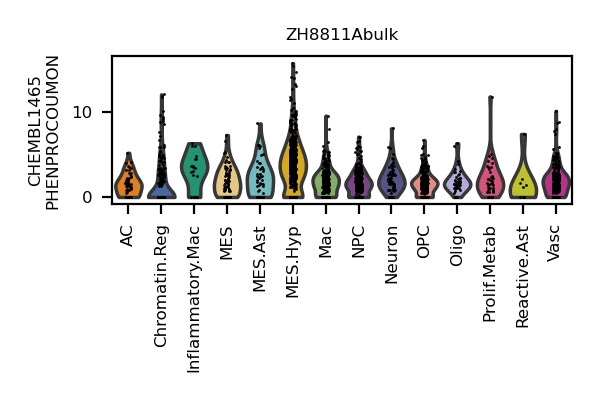 ZH8811Abulk
CHEMBL1465
PHENPROCOUMON
10
0
AC
Chromatin.Reg
Inflammatory.Mac
MES
MES.Ast
MES.Hyp
Mac
NPC
Neuron
OPC
Oligo
Prolif.Metab
Reactive.Ast
Vasc